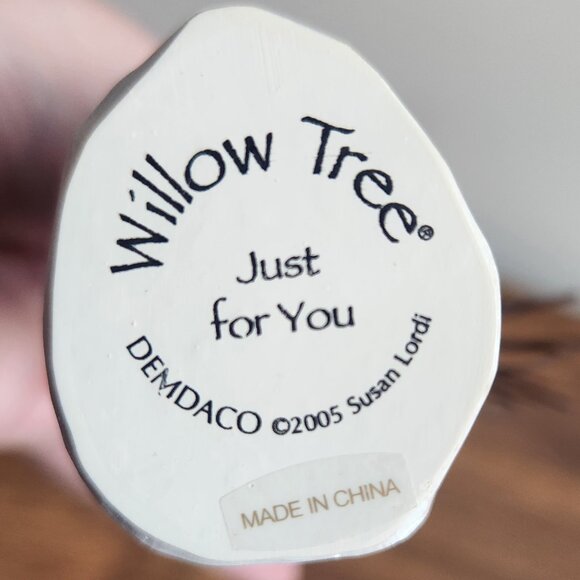 Willow Tree®
Just
for You
DEMDACO ©2005 Susan Lordi
MADE IN CHINA